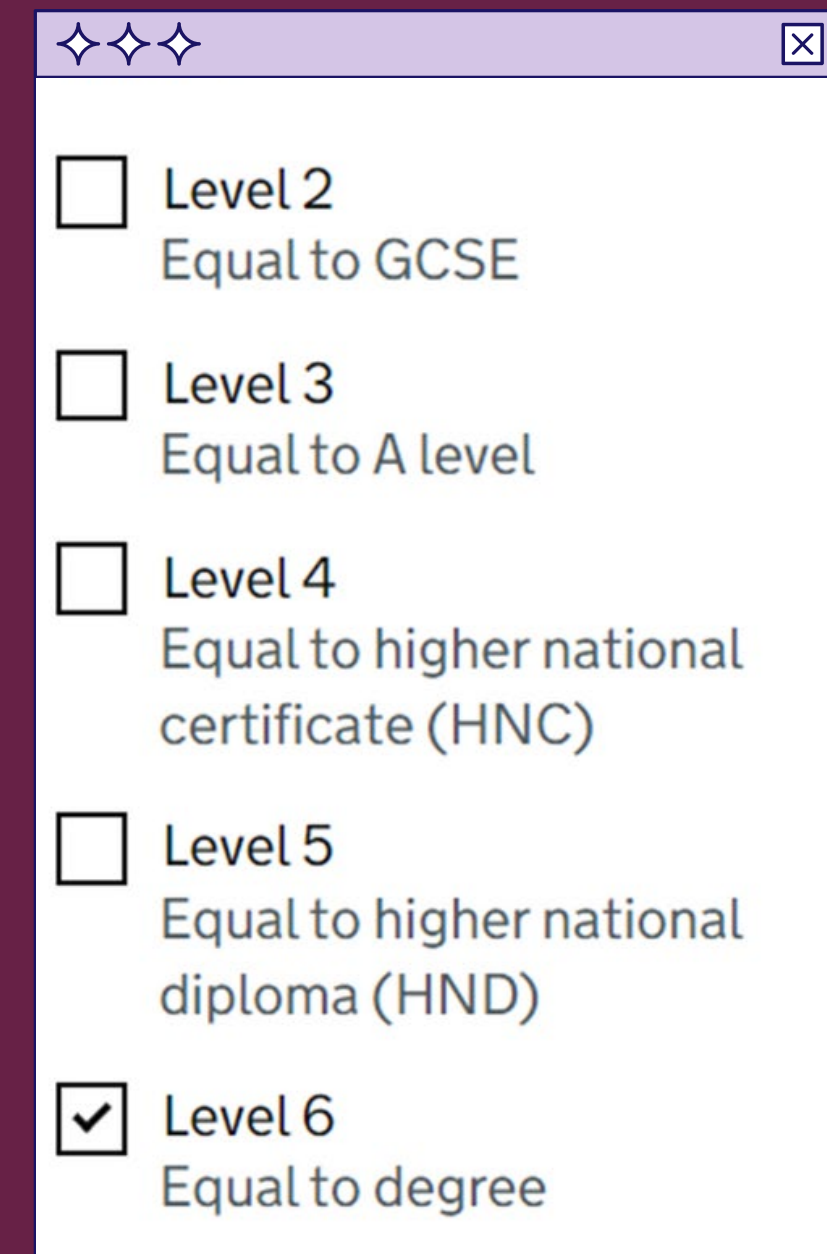 Level 2
Equal to GCSE
Level 3
Equal to A level
Level 4
Equal to higher national
certificate (HNC)
Level 5
Equal to higher national
diploma (HND)
Level 6
Equal to degree